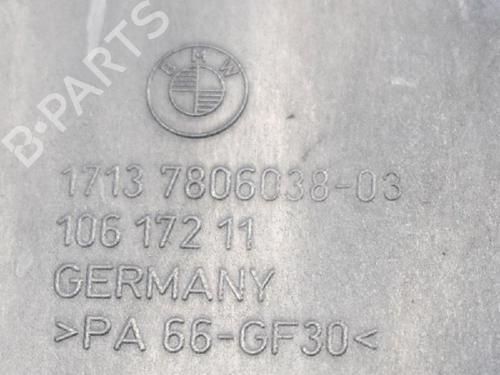 B-PARTS
BMW
1713 7806038-03
106 172 11
GERMANY
>PA 66-GF30<